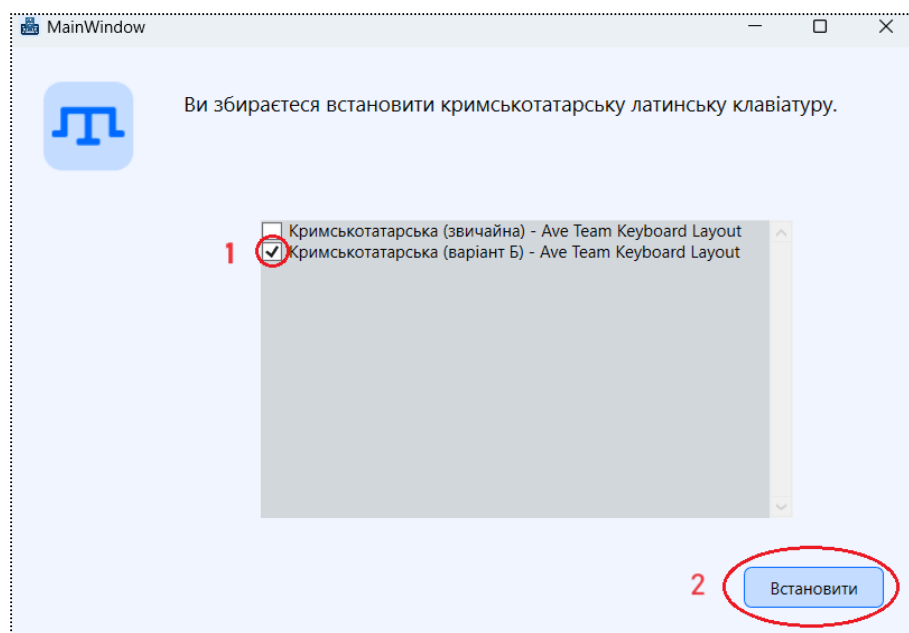 MainWindow
Ви збираєтеся встановити кримськотатарську латинську клавіатуру.
Кримськотатарська (звичайна) - Ave Team Keyboard Layout
1
Кримськотатарська (варіант Б) - Ave Team Keyboard Layout
2
Встановити